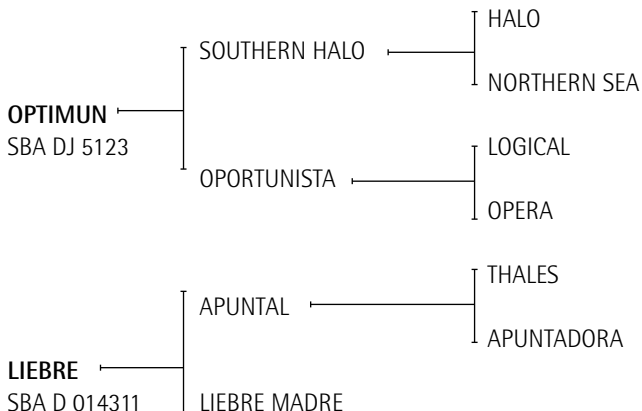 HALO
SOUTHERN HALO
NORTHERN SEA
OPTIMUN
SBA DJ 5123
LOGICAL
OPORTUNISTA
OPERA
THALES
APUNTAL
APUNTADORA
LIEBRE
SBA D 014311
LIEBRE MADRE